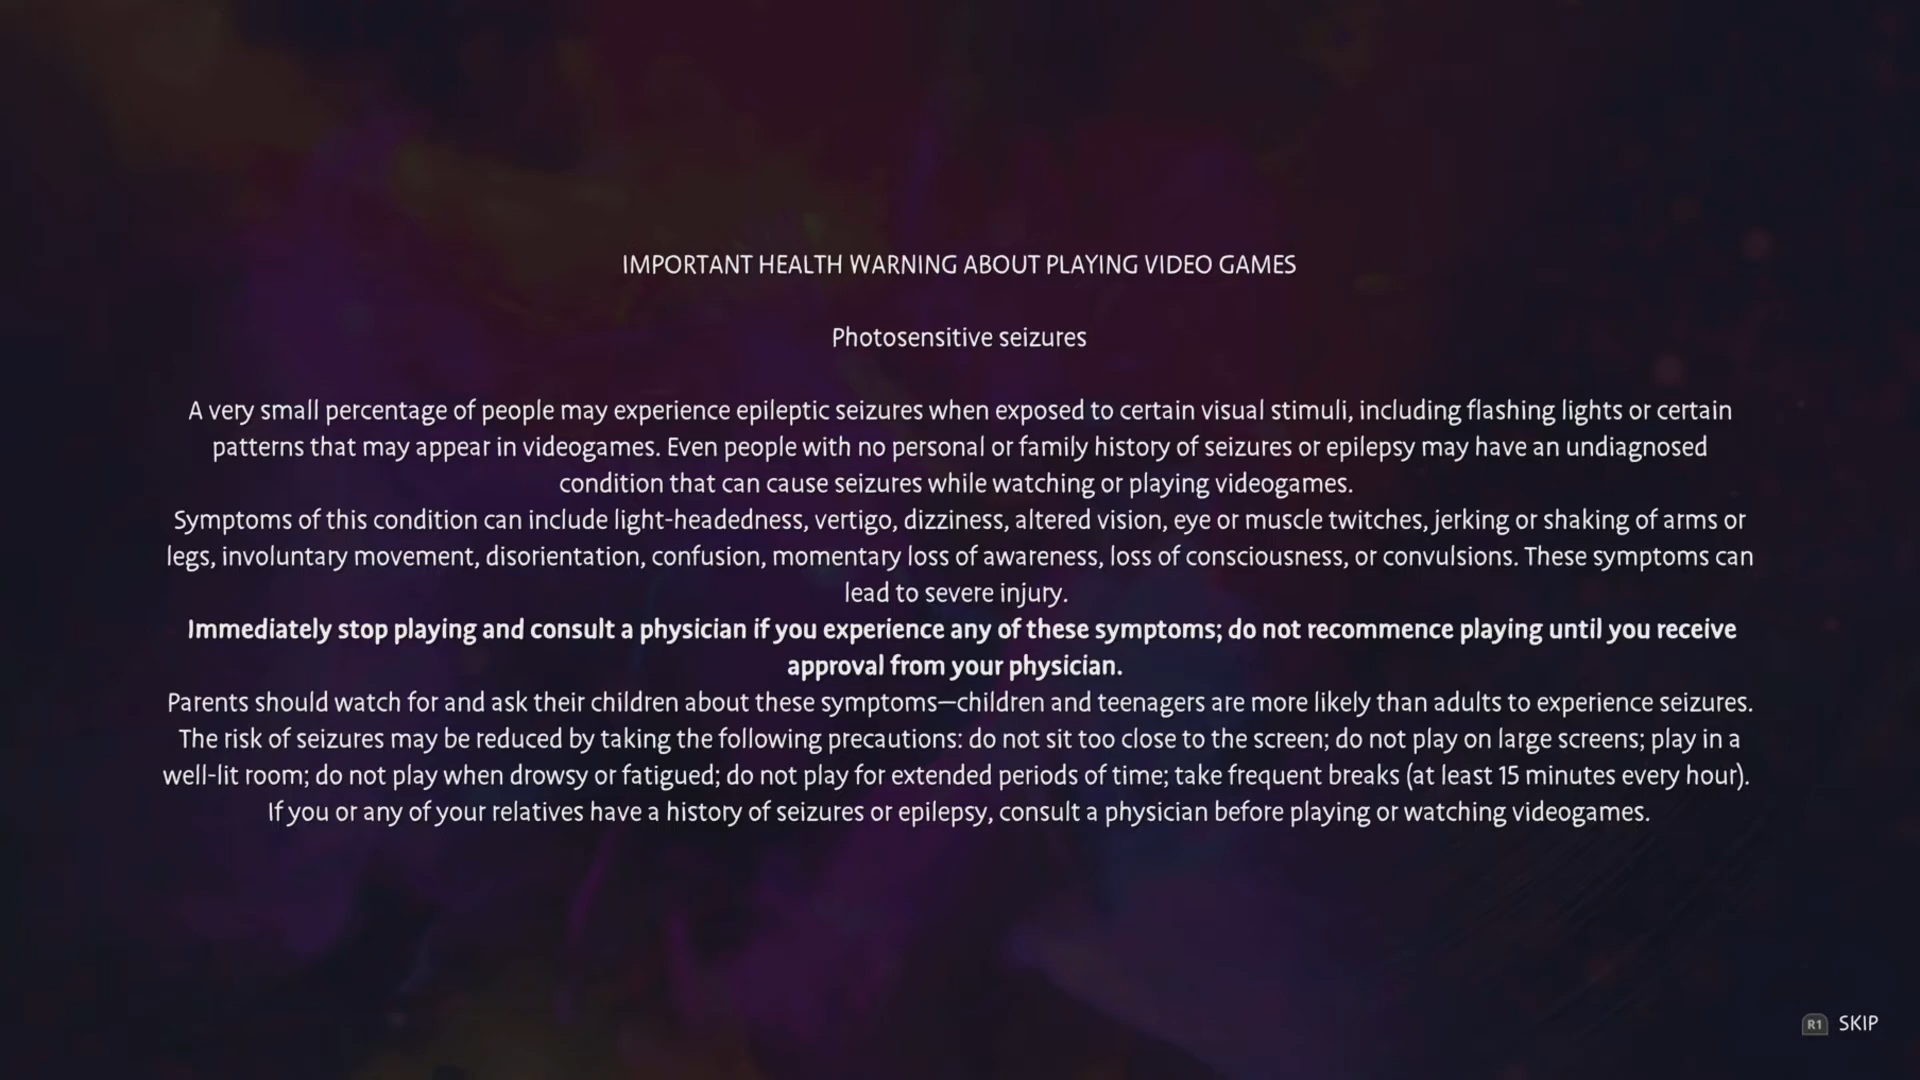 IMPORTANT HEALTH WARNING ABOUT PLAYING VIDEO GAMES
Photosensitive seizures
A very small percentage of people may experience epileptic seizures when exposed to certain visual stimuli, including flashing lights or certain
patterns that may appear in videogames. Even people with no personal or family history of seizures or epilepsy may have an undiagnosed
condition that can cause seizures while watching or playing videogames.
Symptoms of this condition can include light-headedness, vertigo, dizziness, altered vision, eye or muscle twitches, jerking or shaking of arms or
legs, involuntary movement, disorientation, confusion, momentary loss of awareness, loss of consciousness, or convulsions. These symptoms can
lead to severe injury.
Immediately stop playing and consult a physician if you experience any of these symptoms; do not recommence playing until you receive
approval from your physician.
Parents should watch for and ask their children about these symptoms—children and teenagers are more likely than adults to experience seizures.
The risk of seizures may be reduced by taking the following precautions: do not sit too close to the screen; do not play on large screens; play in a
well-lit room; do not play when drowsy or fatigued; do not play for extended periods of time; take frequent breaks (at least 15 minutes every hour).
If you or any of your relatives have a history of seizures or epilepsy, consult a physician before playing or watching videogames.
R1 SKIP